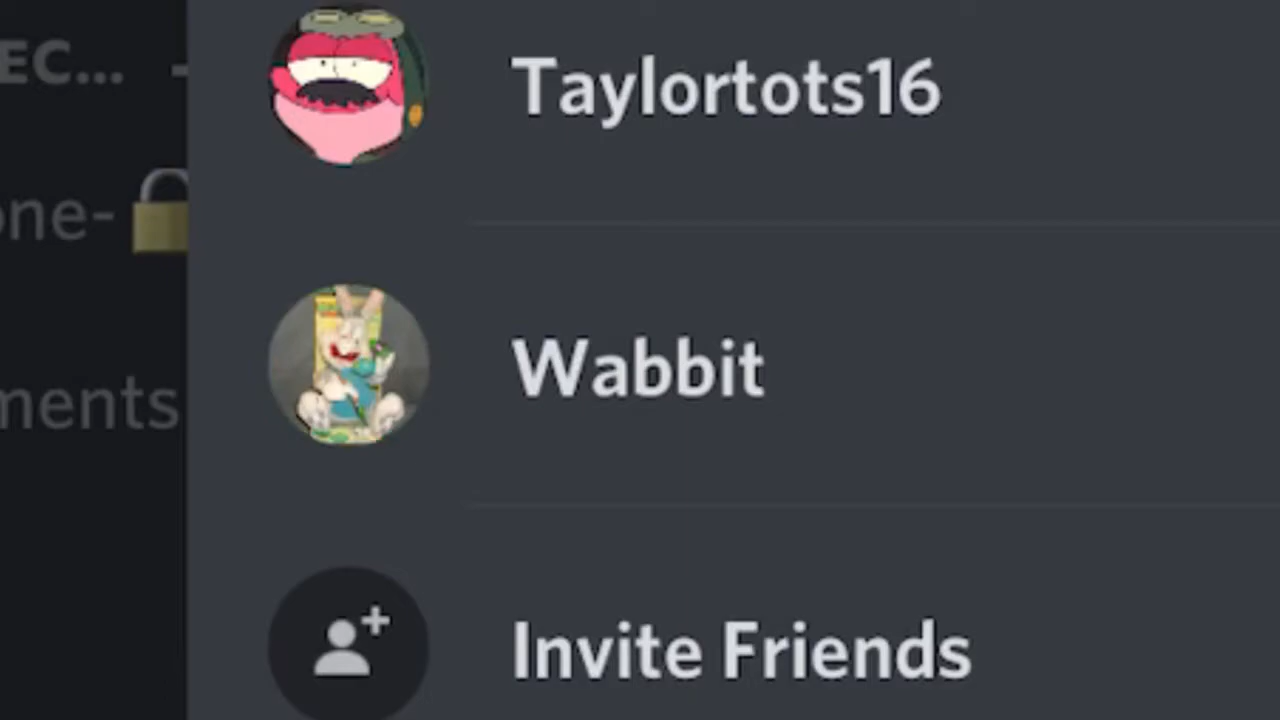 EC...
Taylortots16
one-
Wabbit
ments
Invite Friends